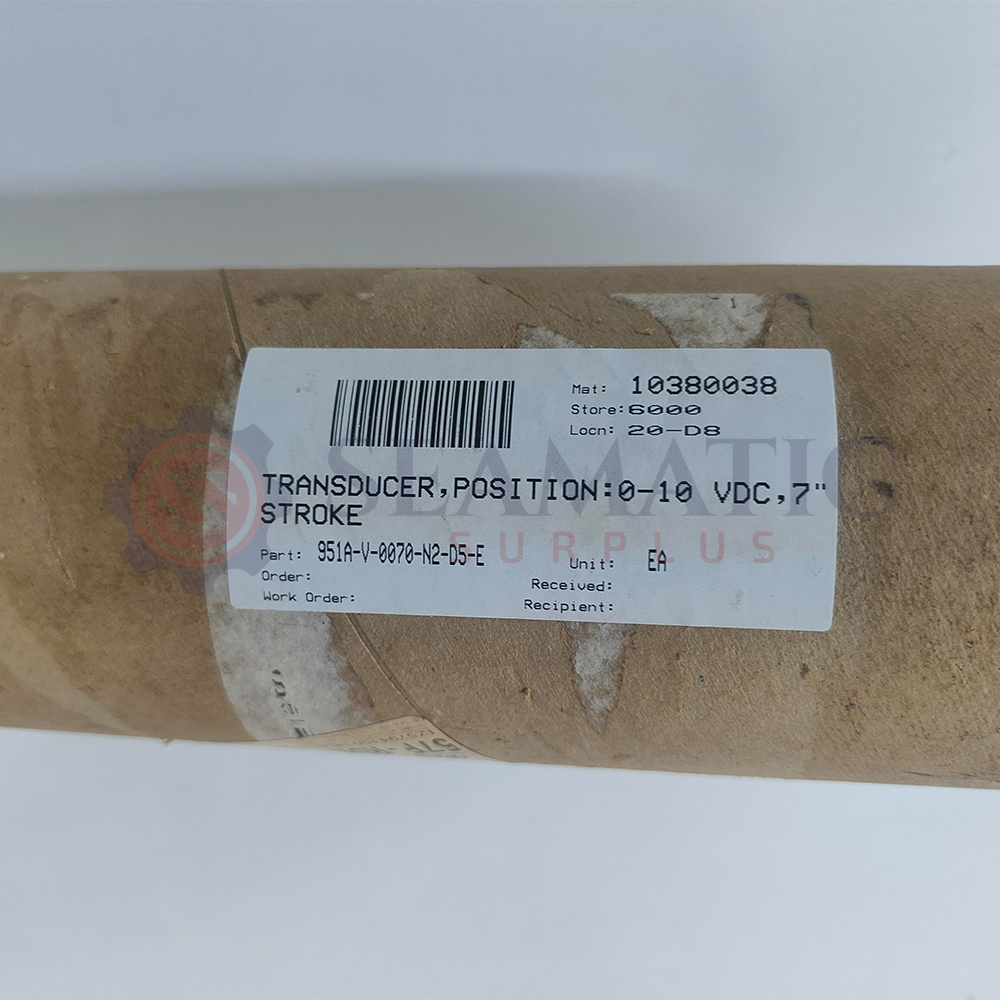 1
Mat: 10380038
Store:6000
Locn: 20-D8
TRANSDUCER,POSITION:0-10 VDC,7"
STROKE
Part: 951A-V-0070-N2-D5-E
Unit: EA
Order:
Received:
Work Order:
Recipient:
SEAMATIC
SURPLUS